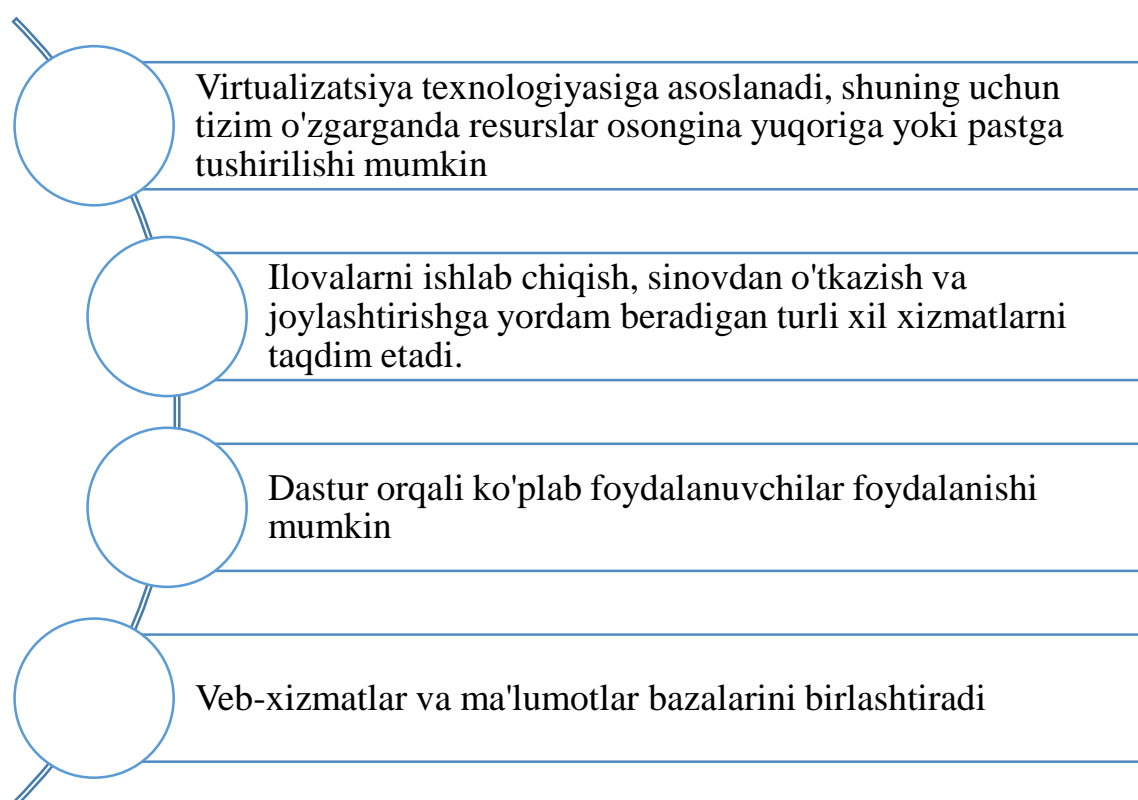 Virtualizatsiya texnologiyasiga asoslanadi, shuning uchun
tizim o'zgarganda resurslar osongina yuqoriga yoki pastga
tushirilishi mumkin
Ilovalarni ishlab chiqish, sinovdan o'tkazish va
joylashtirishga yordam beradigan turli xil xizmatlarni
taqdim etadi.
Dastur orqali ko'plab foydalanuvchilar foydalanishi
mumkin
Veb-xizmatlar va ma'lumotlar bazalarini birlashtiradi